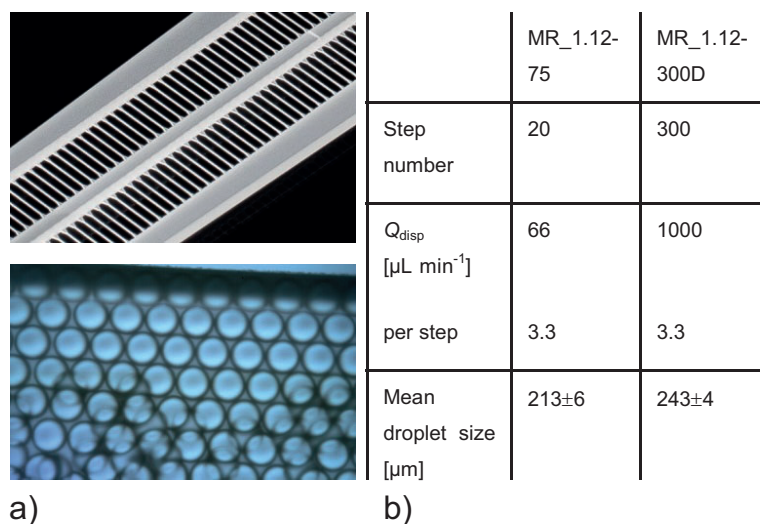 MR_1.12-
75
MR_1.12-
300D
Step
number
20
300
Qdisp
[µL min-1]
66
1000
per step
3.3
3.3
Mean
droplet size
[µm]
213±6
243±4
a)
b)